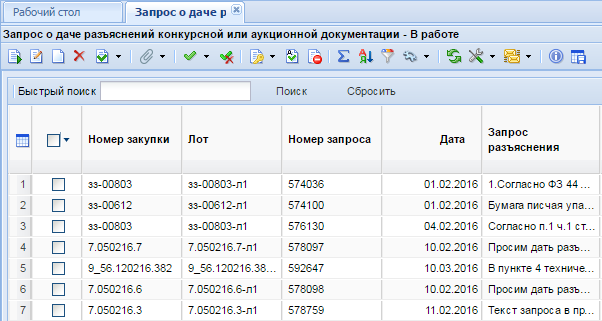 Рабочий стол Запрос о даче р
Запрос о даче разъяснений конкурсной или аукционной документации - В работе
Быстрый поиск Поиск Сбросить
Номер закупки Лот Номер запроса Дата Запрос разъяснения
1 зз-00803 зз-00803-л1 574036 01.02.2016 1.Согласно ФЗ 44 ...
2 зз-00612 зз-00612-л1 574100 01.02.2016 Бумага писчая упа...
3 зз-00803 зз-00803-л1 576130 04.02.2016 Согласно п.1 ч.1 ст...
4 7.050216.7 7.050216.7-л1 578097 10.02.2016 Просим дать разъ...
5 9_56.120216.382 9_56.120216.38... 592647 10.03.2016 В пункте 4 техниче...
6 7.050216.6 7.050216.6-л1 578098 10.02.2016 Просим дать разъ...
7 7.050216.3 7.050216.3-л1 578759 11.02.2016 Текст запроса в пр...